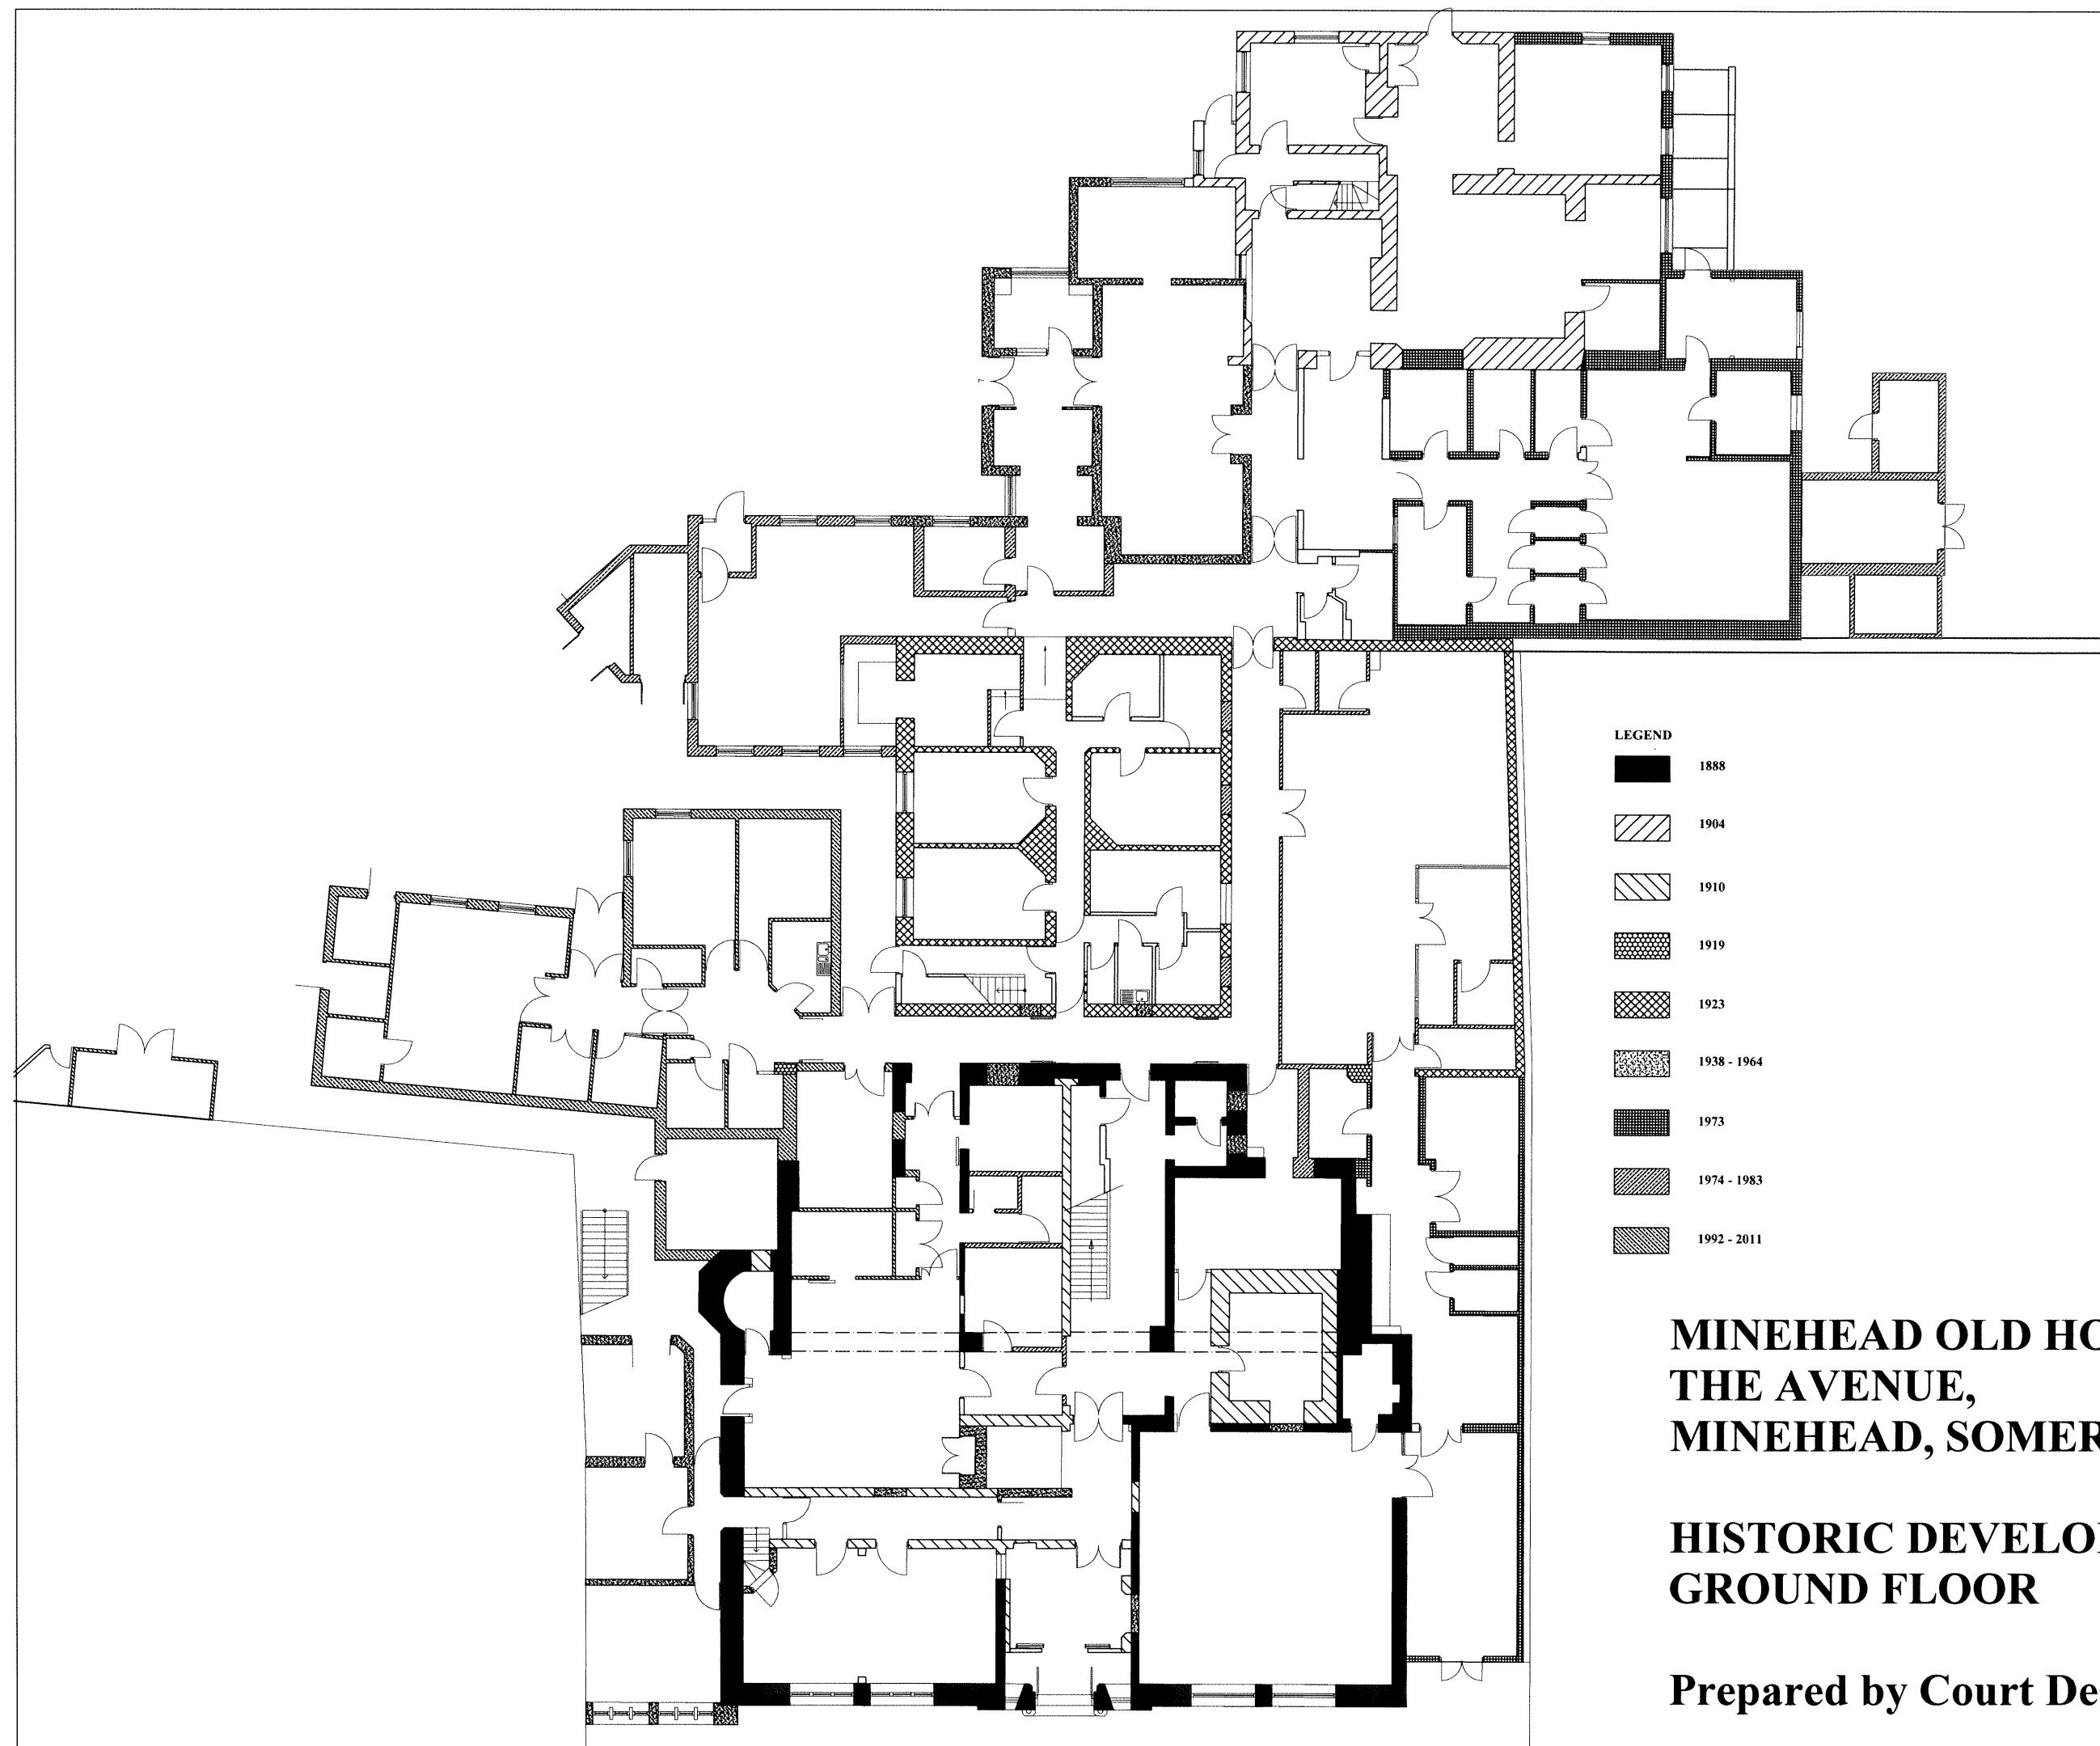 LEGEND
1888
1904
1910
1919
1923
1938 - 1964
1973
1974 - 1983
1992 - 2011
MINEHEAD OLD HO
THE AVENUE,
MINEHEAD, SOMER
HISTORIC DEVELO
GROUND FLOOR
Prepared by Court De